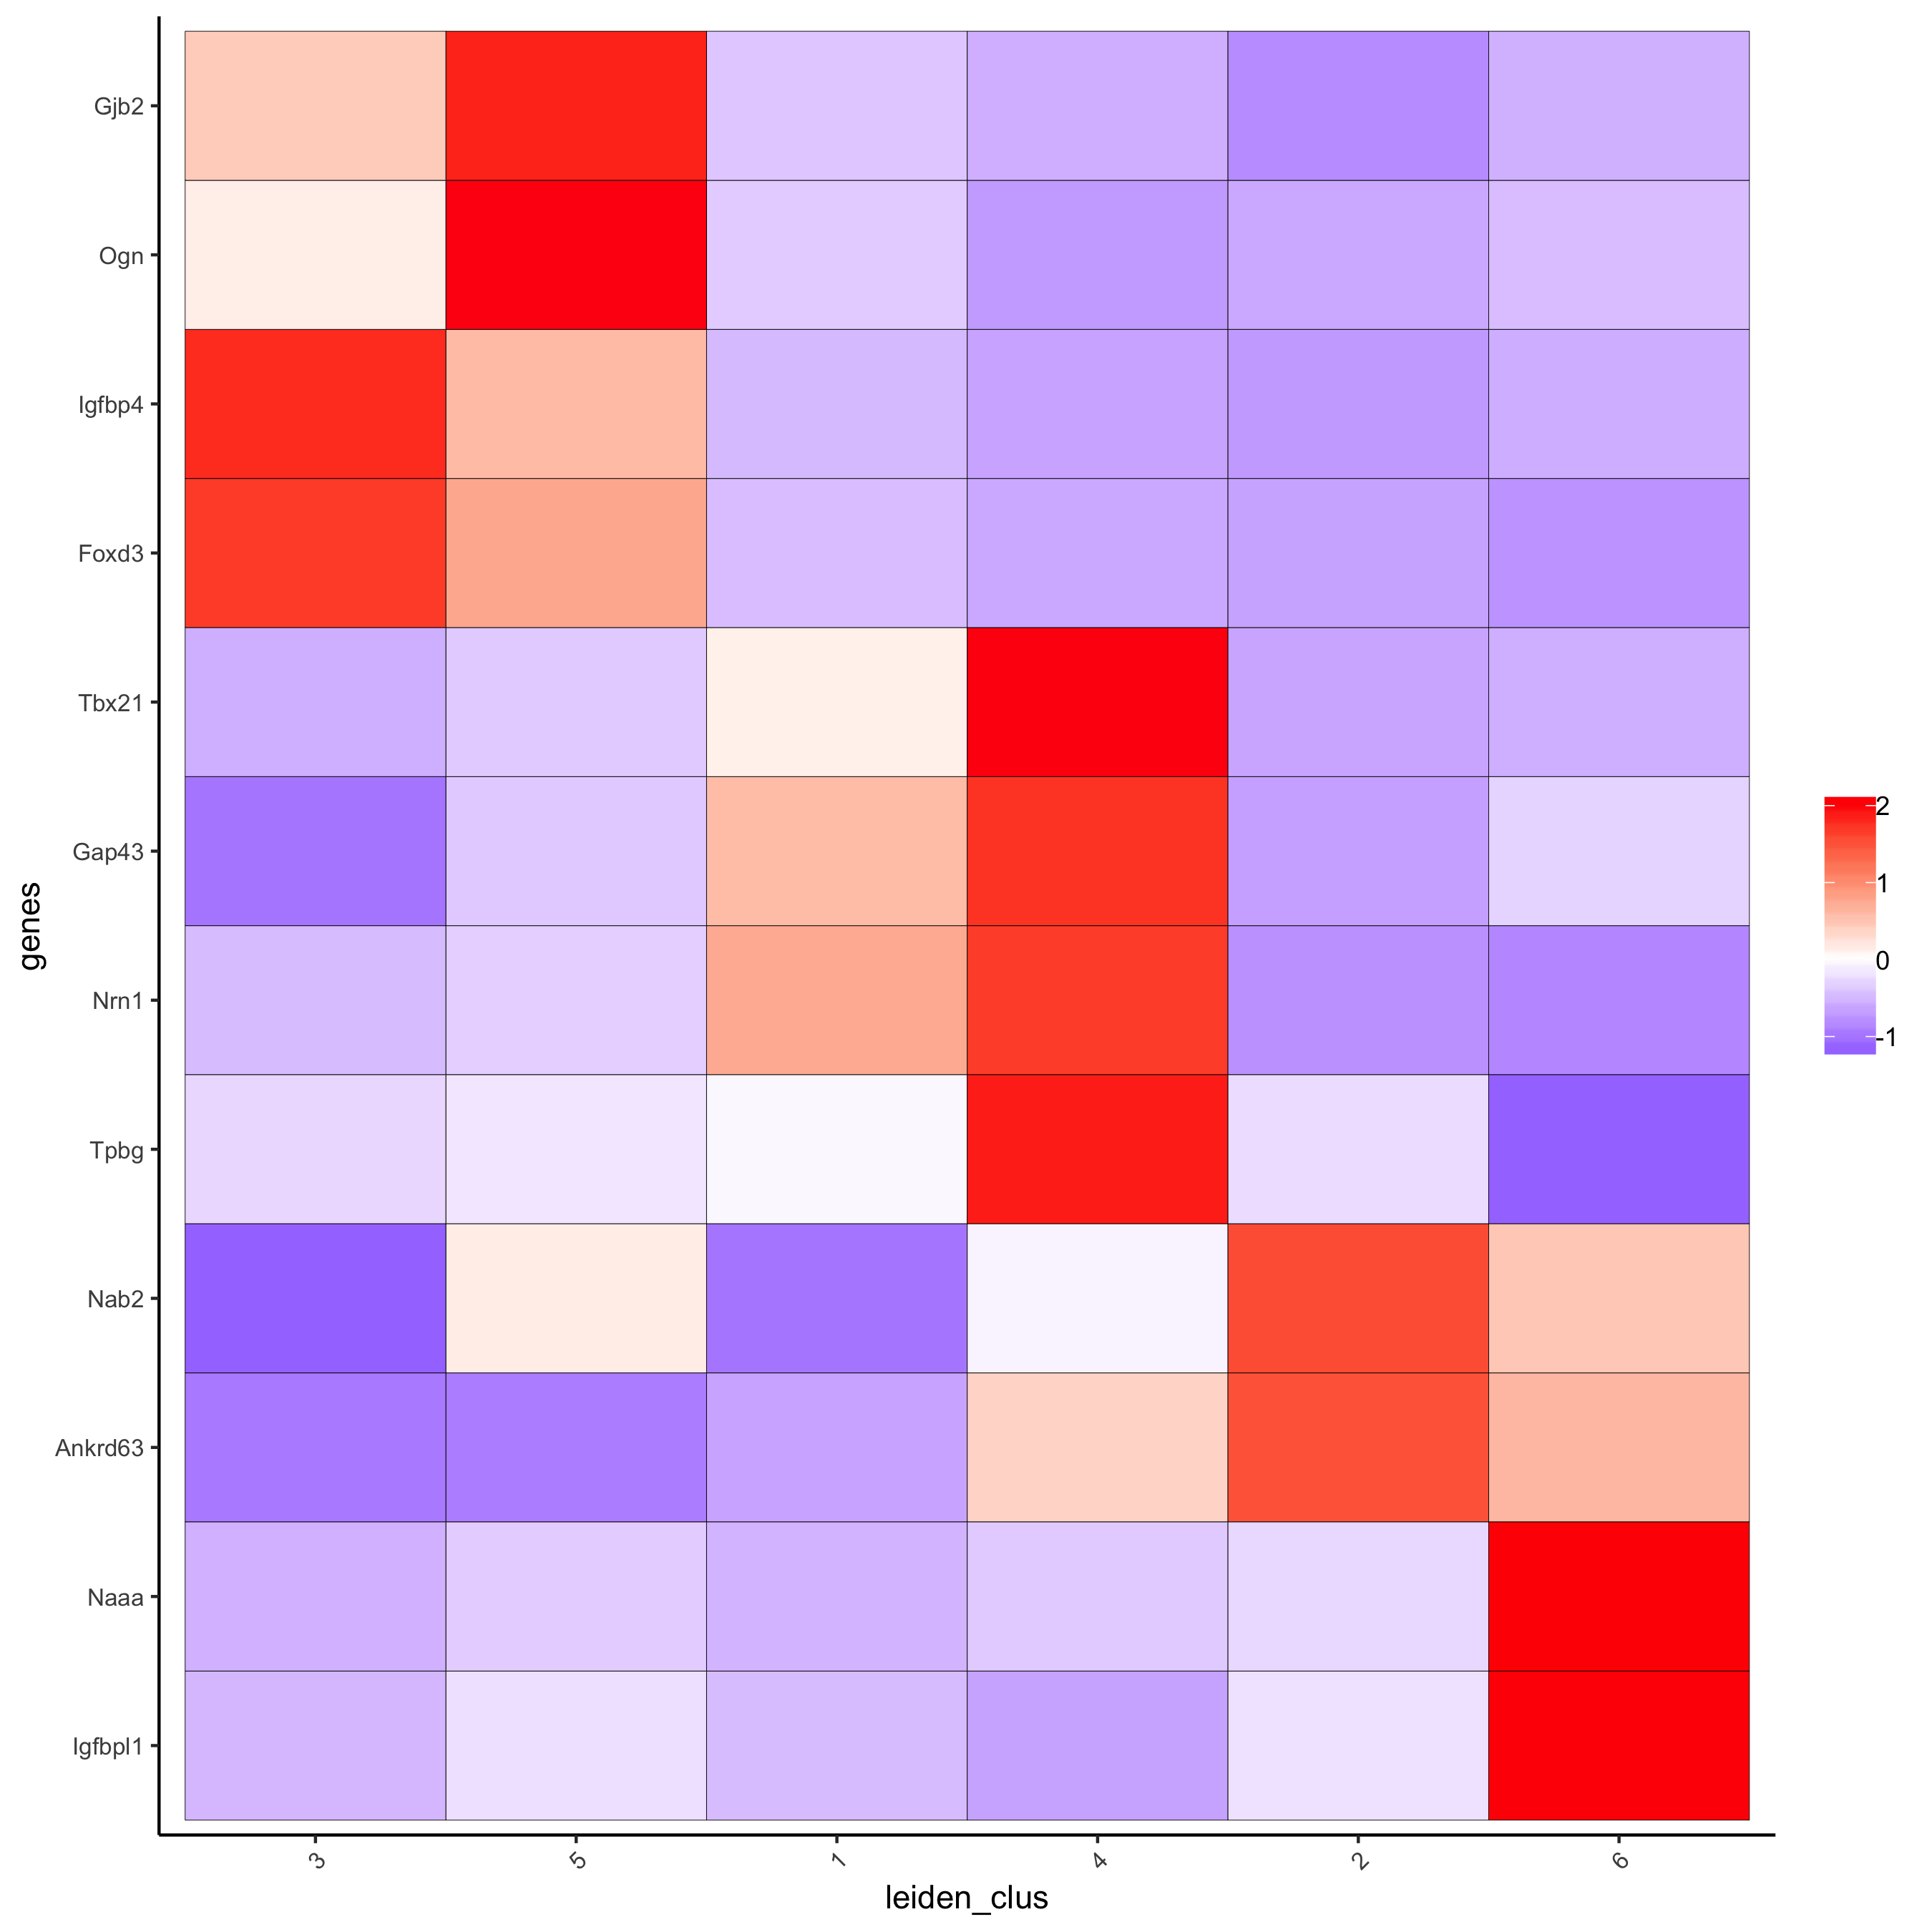 genes
Gjb2
Ogn
Igfbp4
Foxd3
Tbx21
Gap43
Nrn1
Tpbg
Nab2
Ankrd63
Naaa
Igfbpl1
3 5 1 4 2 6
leiden_clus
2
1
0
-1